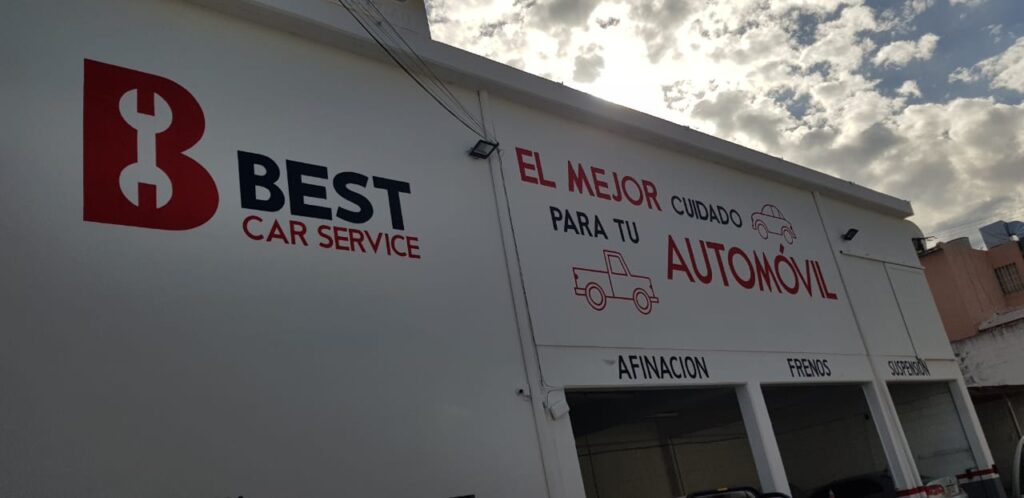 B BEST
CAR SERVICE
EL MEJOR CUIDADO
PARA TU
AUTOMÓVIL
AFINACION
FRENOS
SUSPENSIÓN